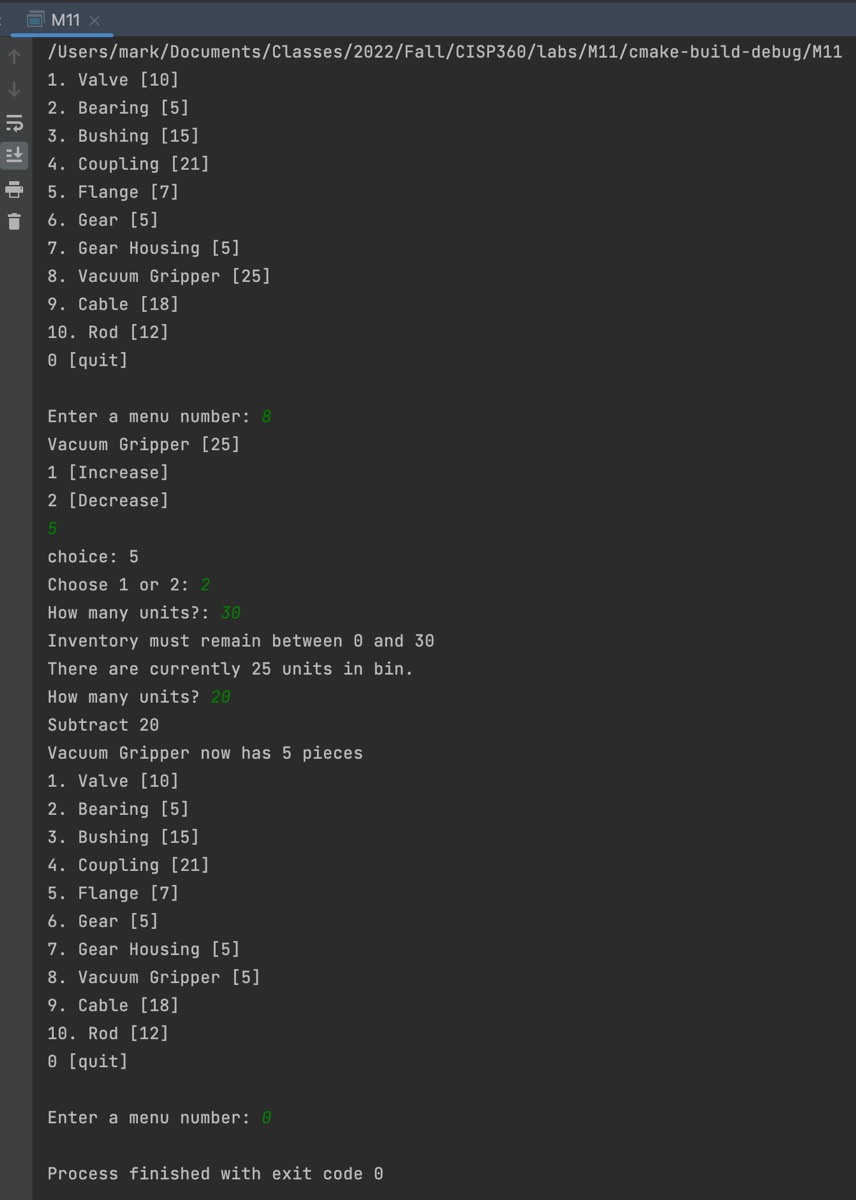 M11
/Users/mark/Documents/Classes/2022/Fall/CISP360/labs/M11/cmake-build-debug/M11
1. Valve [10]
2. Bearing [5]
3. Bushing [15]
4. Coupling [21]
5. Flange [7]
6. Gear [5]
7. Gear Housing [5]
8. Vacuum Gripper [25]
9. Cable [18]
10. Rod [12]
0 [quit]
Enter a menu number: 8
Vacuum Gripper [25]
1 [Increase]
2 [Decrease]
5
choice: 5
Choose 1 or 2: 2
How many units?: 30
Inventory must remain between 0 and 30
There are currently 25 units in bin.
How many units? 20
Subtract 20
Vacuum Gripper now has 5 pieces
1. Valve [10]
2. Bearing [5]
3. Bushing [15]
4. Coupling [21]
5. Flange [7]
6. Gear [5]
7. Gear Housing [5]
8. Vacuum Gripper [5]
9. Cable [18]
10. Rod [12]
0 [quit]
Enter a menu number: 0
Process finished with exit code 0